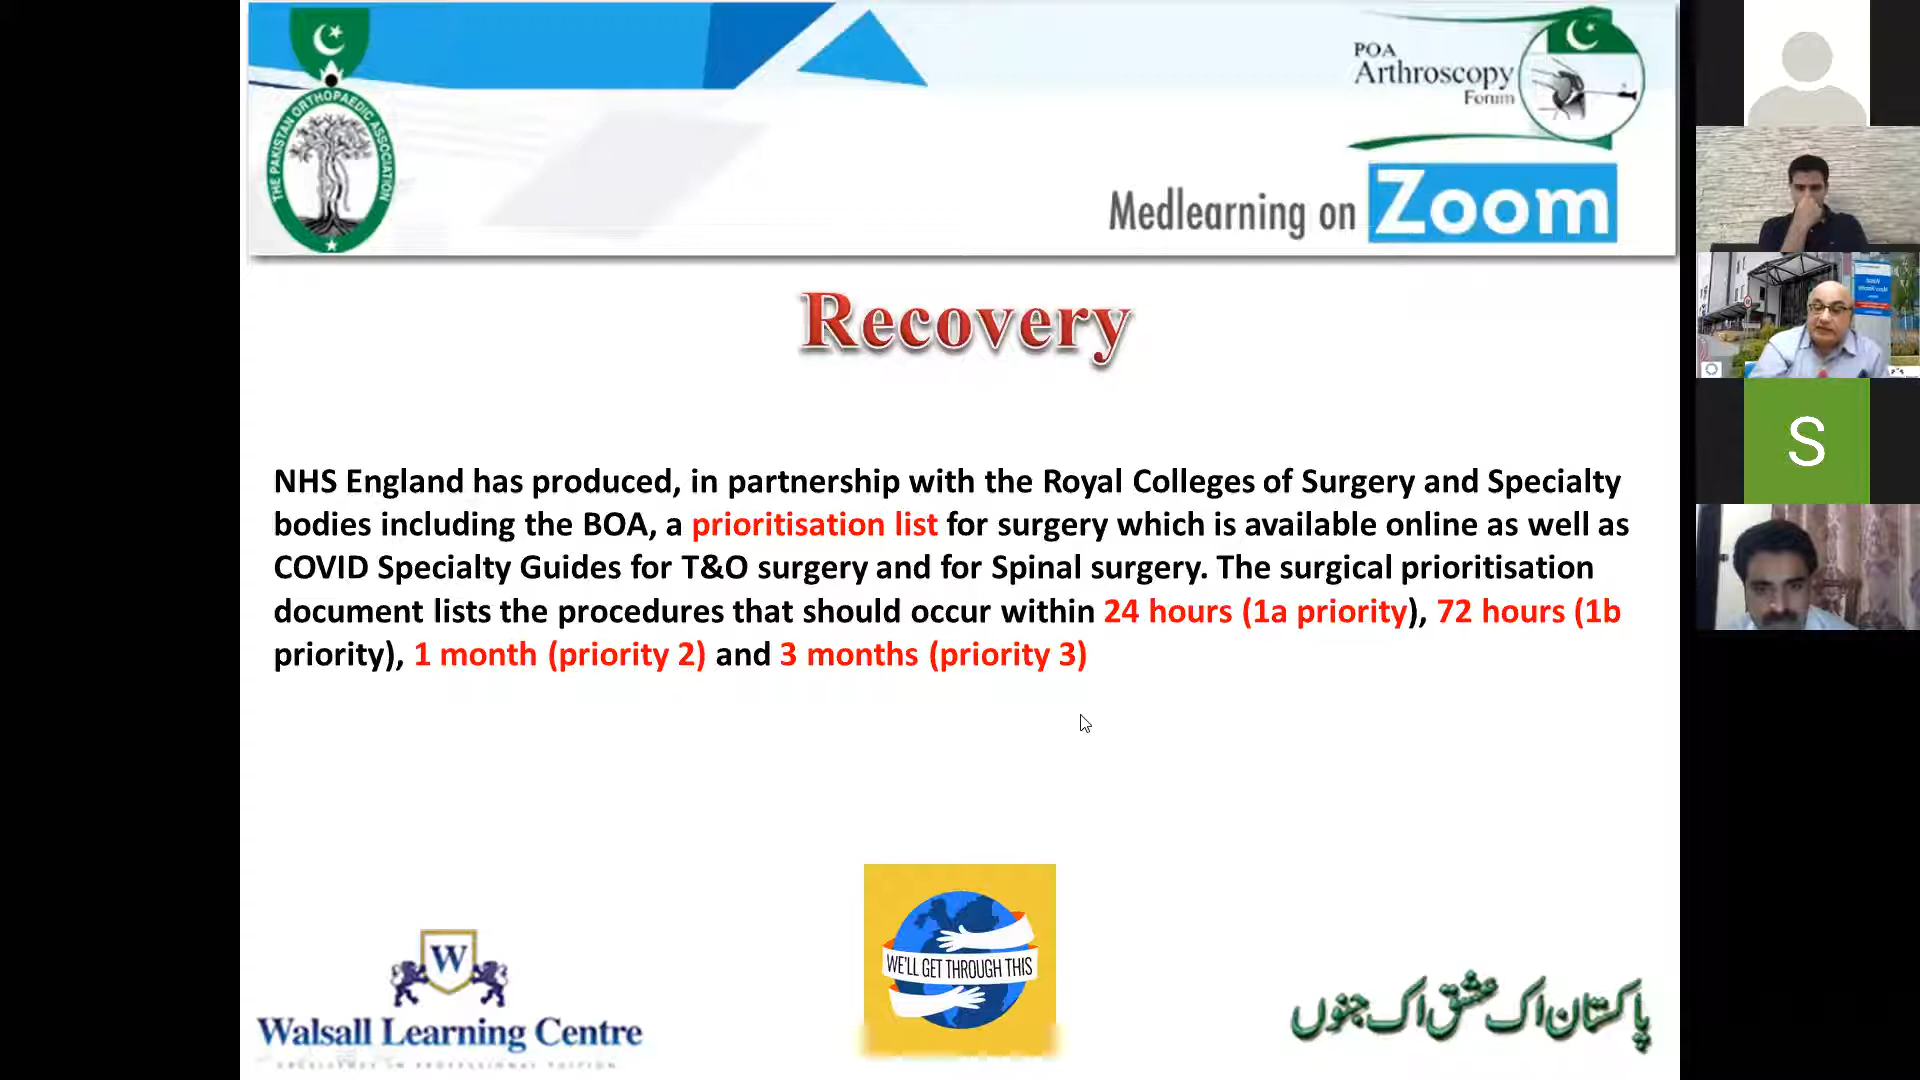 THE PAKISTAN ORTHOPAEDIC ASSOCIATION
POA
Arthroscopy
Forum
Medlearning on Zoom
Recovery
NHS England has produced, in partnership with the Royal Colleges of Surgery and Specialty
bodies including the BOA, a prioritisation list for surgery which is available online as well as
COVID Specialty Guides for T&O surgery and for Spinal surgery. The surgical prioritisation
document lists the procedures that should occur within 24 hours (1a priority), 72 hours (1b
priority), 1 month (priority 2) and 3 months (priority 3)
W
Walsall Learning Centre
EXCELLENCE IN PROFESSIONAL TUITION
WE'LL GET THROUGH THIS
پاکستان اک عشق اک جنوں
S